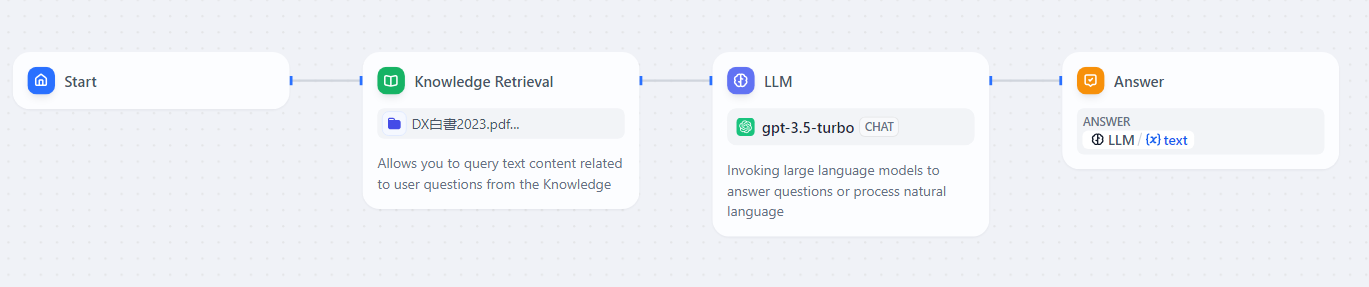 Start
Knowledge Retrieval
DX白書2023.pdf...
Allows you to query text content related
to user questions from the Knowledge
LLM
gpt-3.5-turbo CHAT
Invoking large language models to
answer questions or process natural
language
Answer
ANSWER
LLM / {x} text